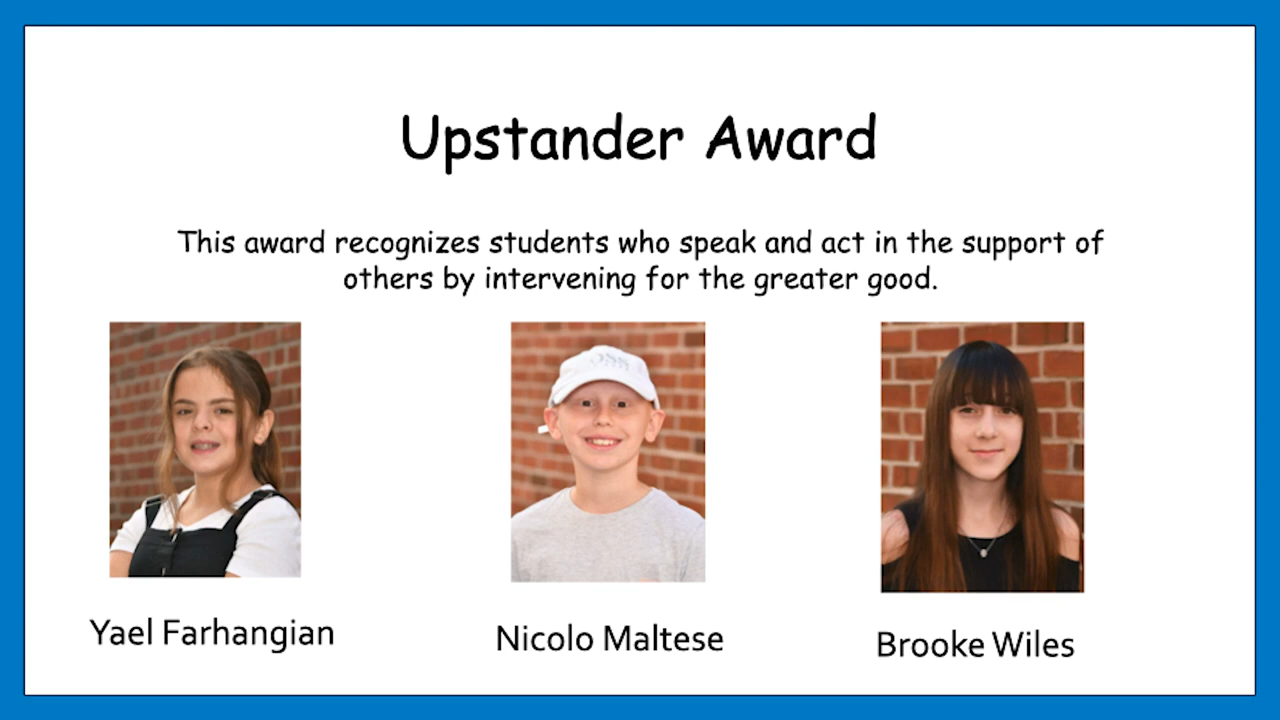 Upstander Award
This award recognizes students who speak and act in the support of
others by intervening for the greater good.
OSS
Yael Farhangian
Nicolo Maltese
Brooke Wiles